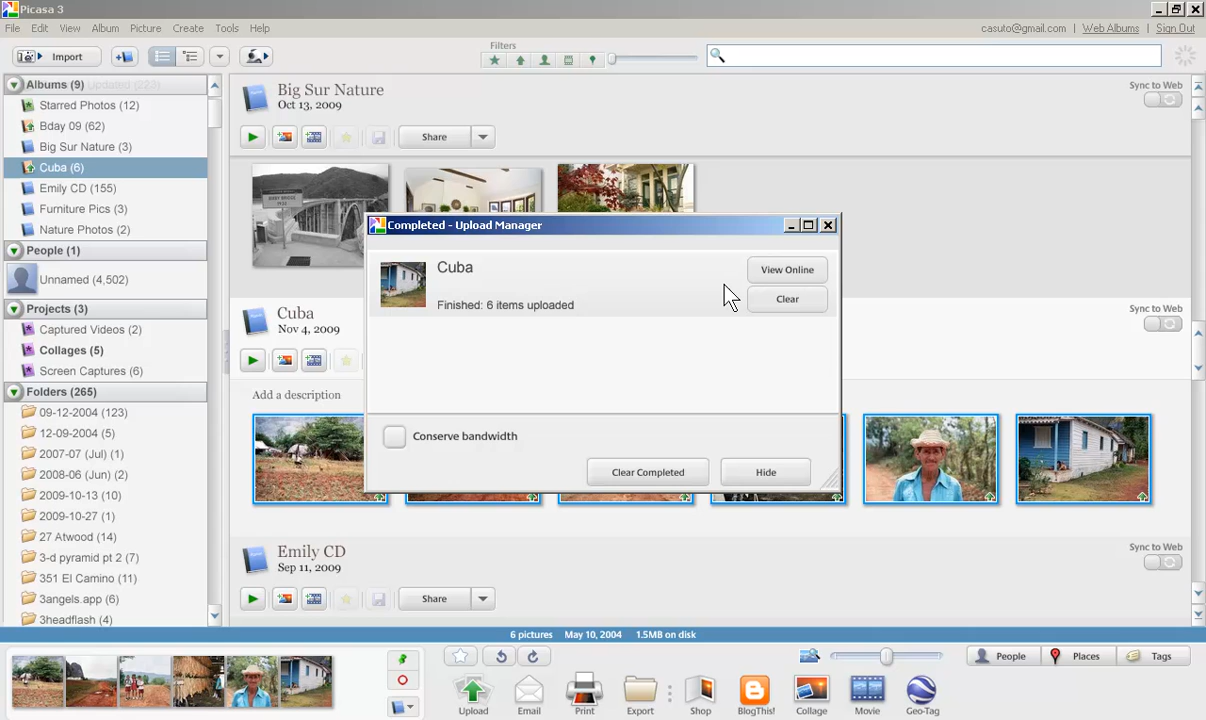 Picasa 3
File Edit View Album Picture Create Tools Help
casuto@gmail.com | Web Albums | Sign Out
Import
Filters
Albums (9) Updated (223)
Starred Photos (12)
Bday 09 (62)
Big Sur Nature (3)
Cuba (6)
Emily CD (155)
Furniture Pics (3)
Nature Photos (2)
People (1)
Unnamed (4,502)
Projects (3)
Captured Videos (2)
Collages (5)
Screen Captures (6)
Folders (265)
09-12-2004 (123)
12-09-2004 (5)
2007-07 (Jul) (1)
2008-06 (Jun) (2)
2009-10-13 (10)
2009-10-27 (1)
27 Atwood (14)
3-d pyramid pt 2 (7)
351 El Camino (11)
3angels.app (6)
3headflash (4)
Big Sur Nature
Oct 13, 2009
Sync to Web
Share
Completed - Upload Manager
Cuba
Finished: 6 items uploaded
View Online
Clear
Conserve bandwidth
Clear Completed
Hide
Cuba
Nov 4, 2009
Sync to Web
Add a description
Emily CD
Sep 11, 2009
Sync to Web
Share
6 pictures May 10, 2004 1.5MB on disk
People Places Tags
Upload Email Print Export Shop BlogThis! Collage Movie Geo-Tag